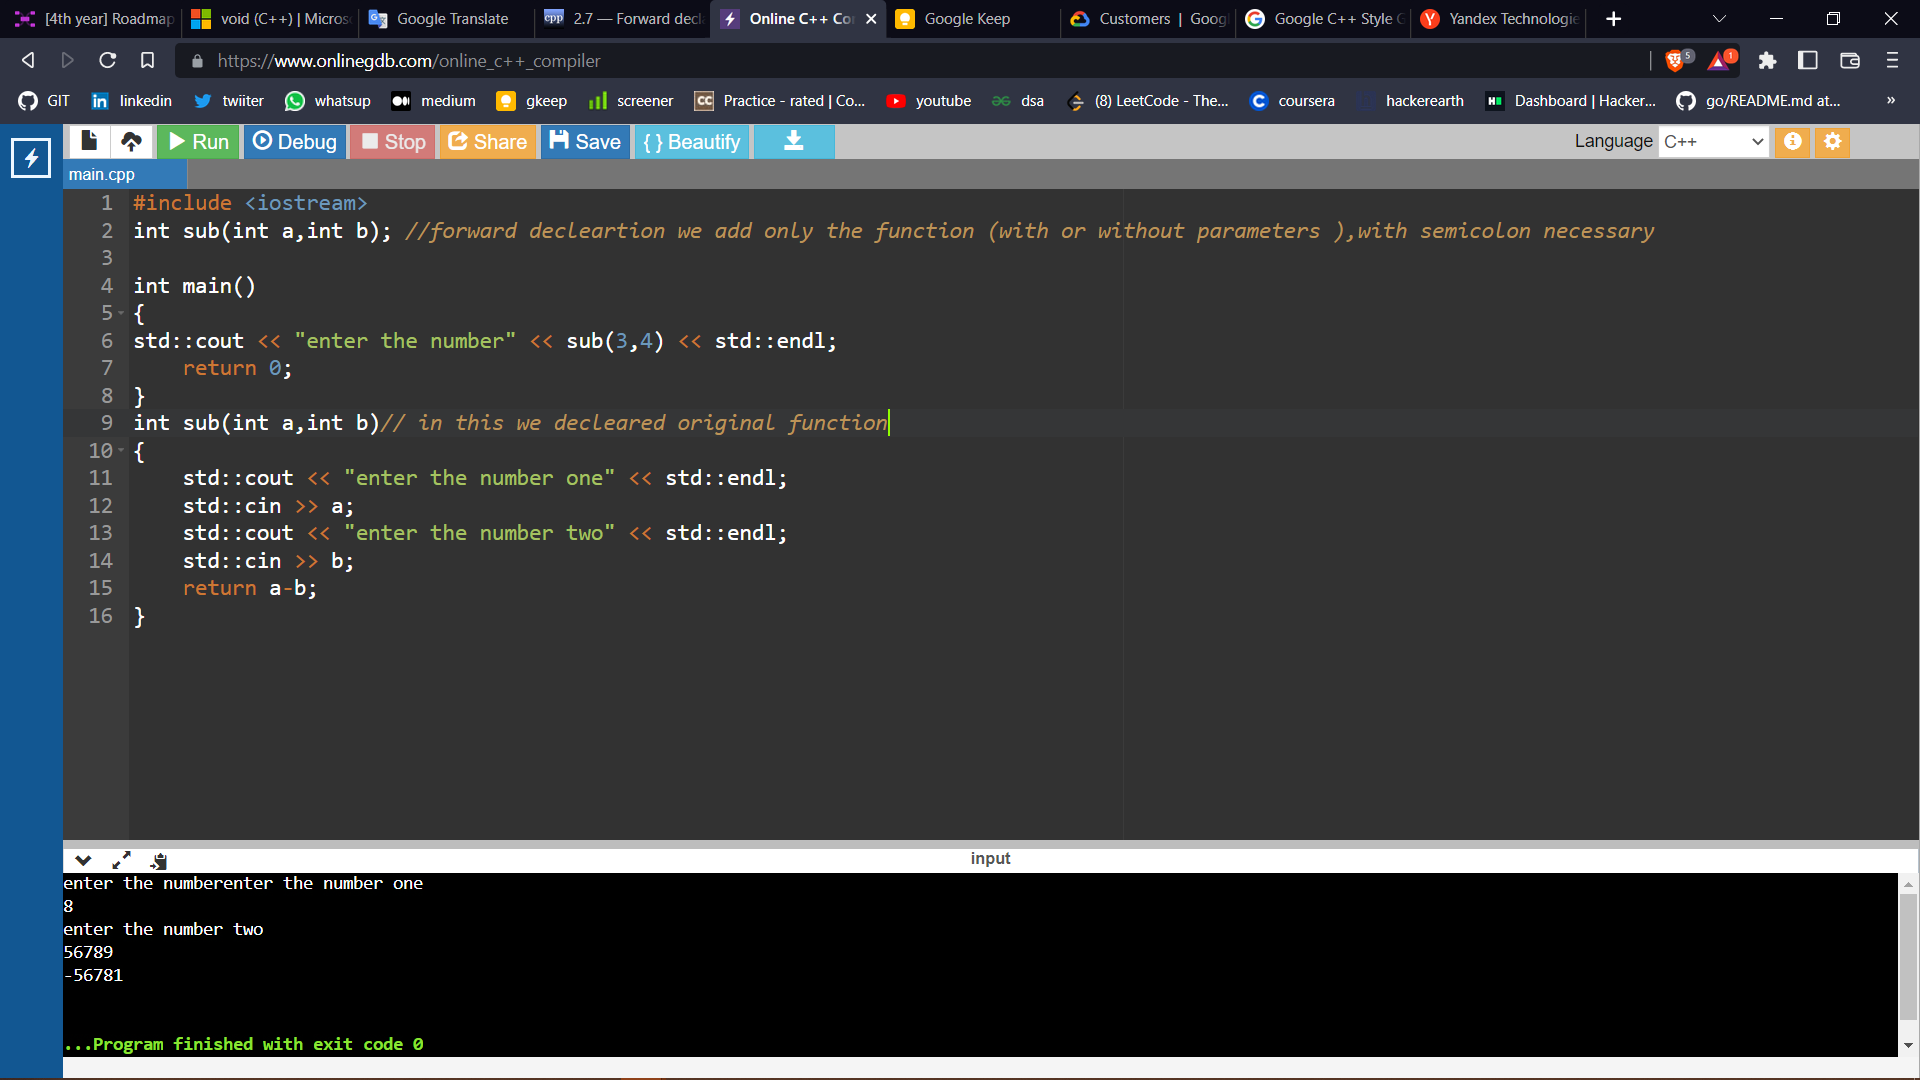 [4th year] Roadmap
void (C++) | Micros
Google Translate
2.7 — Forward decl
Online C++ Co
Google Keep
Customers | Goog
Google C++ Style G
Yandex Technologie
https://www.onlinegdb.com/online_c++_compiler
5
1
GIT
linkedin
twiiter
whatsup
medium
gkeep
screener
Practice - rated | Co...
youtube
dsa
(8) LeetCode - The...
coursera
hackerearth
Dashboard | Hacker...
go/README.md at...
»
Run
Debug
Stop
Share
Save
{ } Beautify
Language C++
main.cpp
1 #include <iostream>
2 int sub(int a,int b); //forward decleartion we add only the function (with or without parameters ),with semicolon necessary
3
4 int main()
5 {
6 std::cout << "enter the number" << sub(3,4) << std::endl;
7 return 0;
8 }
9 int sub(int a,int b)// in this we decleared original function
10 {
11 std::cout << "enter the number one" << std::endl;
12 std::cin >> a;
13 std::cout << "enter the number two" << std::endl;
14 std::cin >> b;
15 return a-b;
16 }
input
enter the numberenter the number one
8
enter the number two
56789
-56781
...Program finished with exit code 0